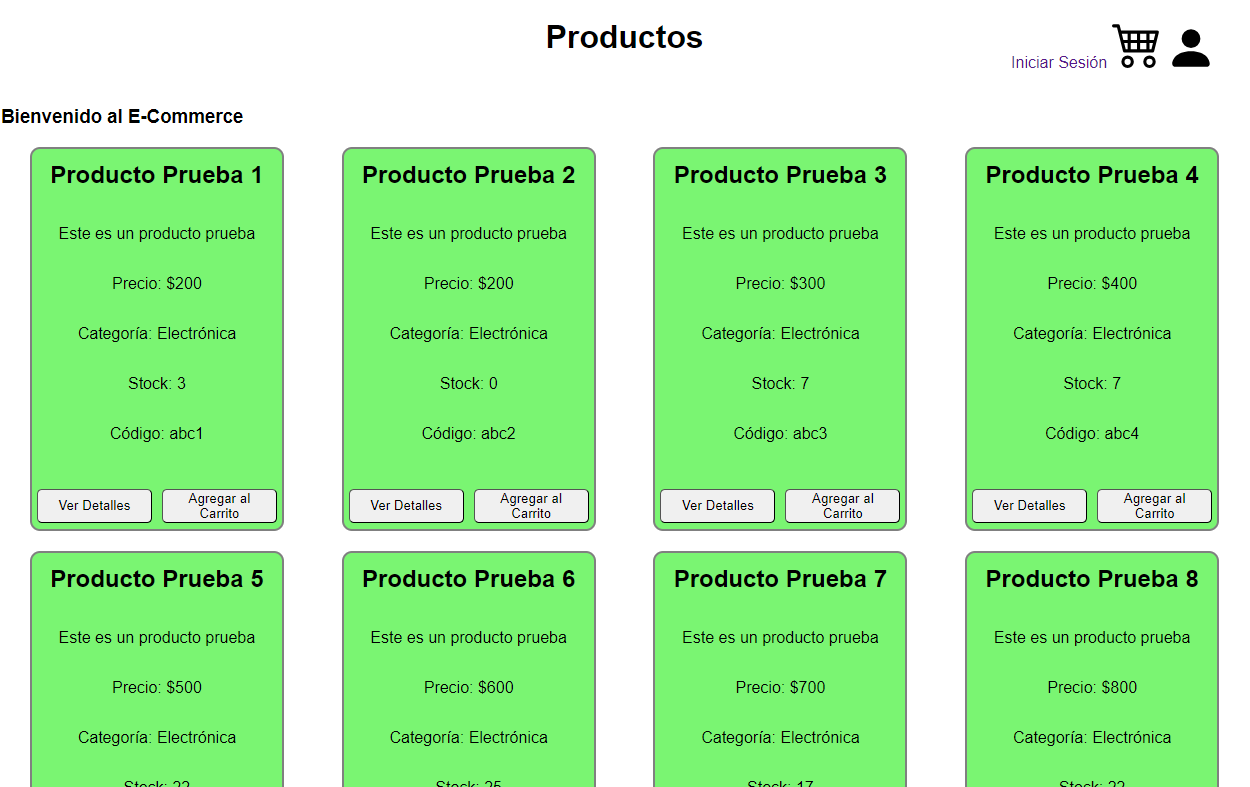 Productos
Iniciar Sesión
Bienvenido al E-Commerce
Producto Prueba 1
Este es un producto prueba
Precio: $200
Categoría: Electrónica
Stock: 3
Código: abc1
Ver Detalles
Agregar al
Carrito
Producto Prueba 2
Este es un producto prueba
Precio: $200
Categoría: Electrónica
Stock: 0
Código: abc2
Ver Detalles
Agregar al
Carrito
Producto Prueba 3
Este es un producto prueba
Precio: $300
Categoría: Electrónica
Stock: 7
Código: abc3
Ver Detalles
Agregar al
Carrito
Producto Prueba 4
Este es un producto prueba
Precio: $400
Categoría: Electrónica
Stock: 7
Código: abc4
Ver Detalles
Agregar al
Carrito
Producto Prueba 5
Este es un producto prueba
Precio: $500
Categoría: Electrónica
Stock: 22
Producto Prueba 6
Este es un producto prueba
Precio: $600
Categoría: Electrónica
Stock: 25
Producto Prueba 7
Este es un producto prueba
Precio: $700
Categoría: Electrónica
Stock: 17
Producto Prueba 8
Este es un producto prueba
Precio: $800
Categoría: Electrónica
Stock: 22